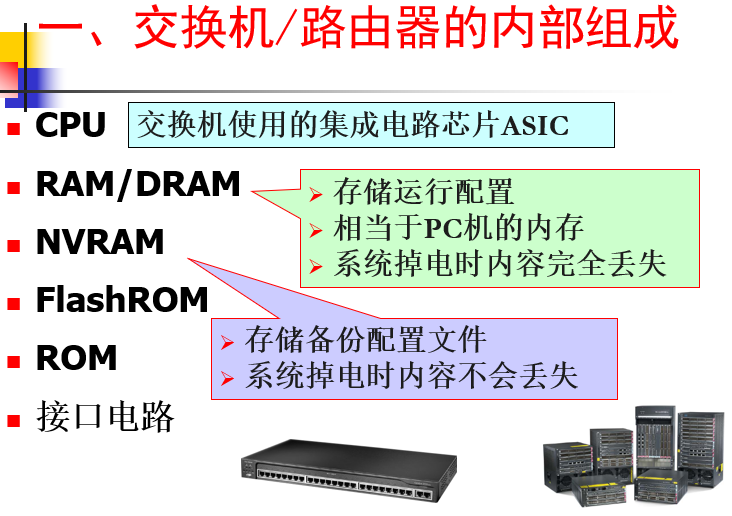 一、交换机/路由器的内部组成
CPU
交换机使用的集成电路芯片ASIC
RAM/DRAM
存储运行配置
相当于PC机的内存
系统掉电时内容完全丢失
NVRAM
FlashROM
存储备份配置文件
系统掉电时内容不会丢失
ROM
接口电路